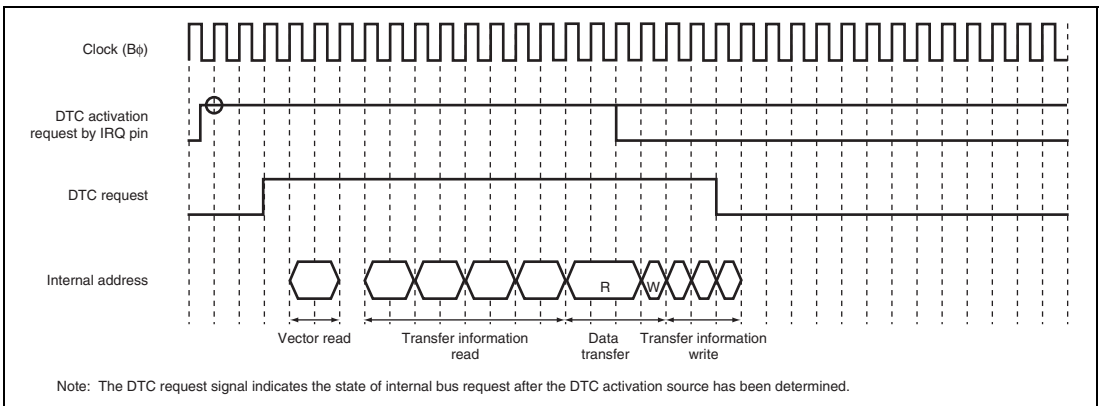 Clock (Bϕ)
DTC activation
request by IRQ pin
DTC request
Internal address
R
W
Vector read
Transfer information
read
Data
transfer
Transfer information
write
Note: The DTC request signal indicates the state of internal bus request after the DTC activation source has been determined.